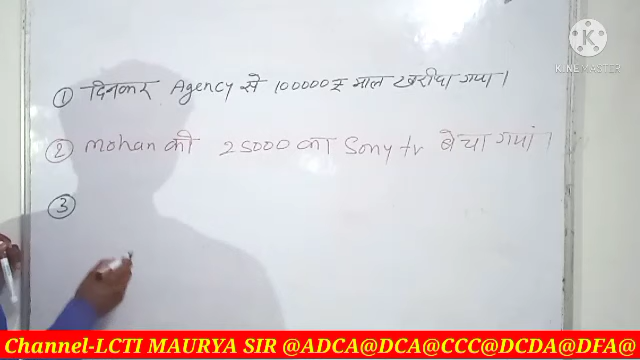 KINEMASTER
① दिनकर Agency से 100000₹ माल खरीदा गया।
② Mohan को 25000 का Sony tv बेचा गया।
③
Channel-LCTI MAURYA SIR @ADCA@DCA@CCC@DCDA@DFA@